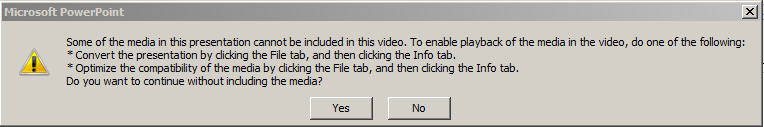 Microsoft PowerPoint
Some of the media in this presentation cannot be included in this video. To enable playback of the media in the video, do one of the following:
* Convert the presentation by clicking the File tab, and then clicking the Info tab.
* Optimize the compatibility of the media by clicking the File tab, and then clicking the Info tab.
Do you want to continue without including the media?
Yes No